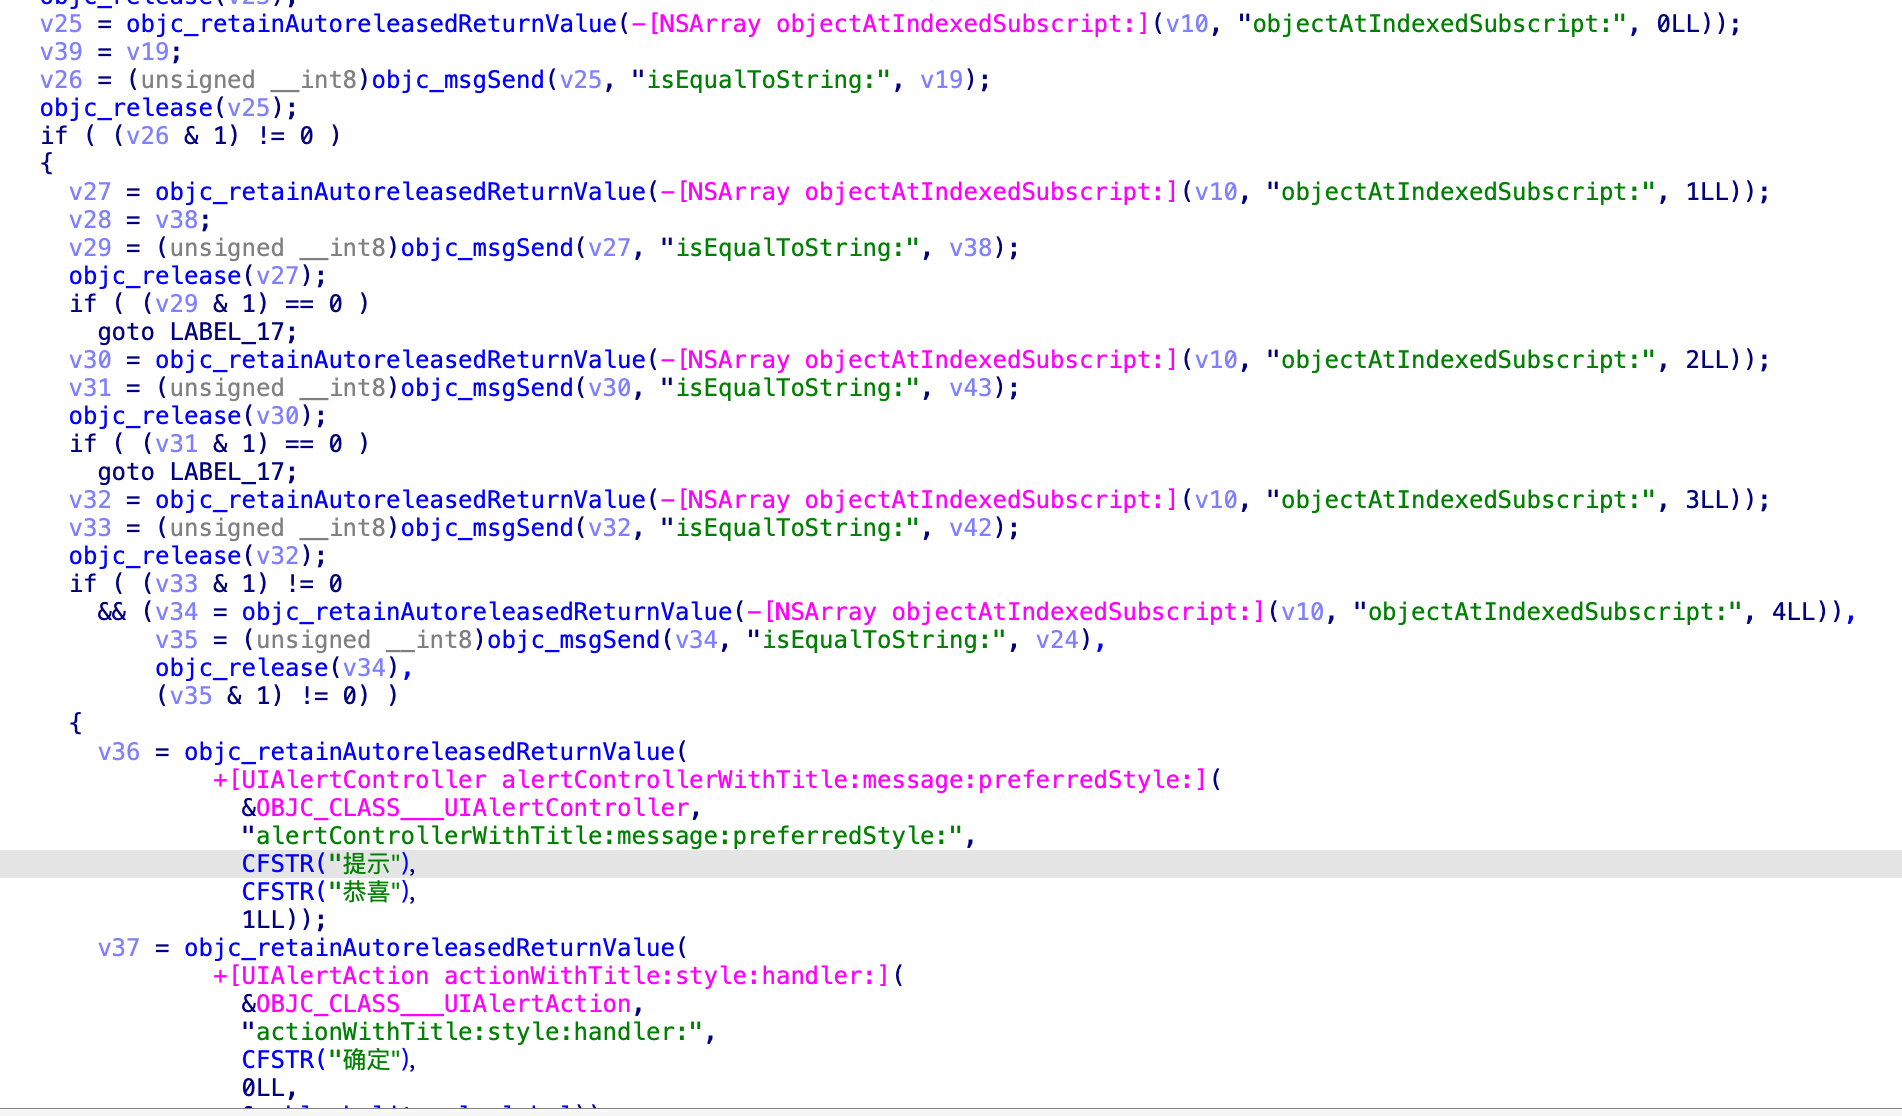 objc_release(v23);
v25 = objc_retainAutoreleasedReturnValue(-[NSArray objectAtIndexedSubscript:](v10, "objectAtIndexedSubscript:", 0LL));
v39 = v19;
v26 = (unsigned __int8)objc_msgSend(v25, "isEqualToString:", v19);
objc_release(v25);
if ( (v26 & 1) != 0 )
{
v27 = objc_retainAutoreleasedReturnValue(-[NSArray objectAtIndexedSubscript:](v10, "objectAtIndexedSubscript:", 1LL));
v28 = v38;
v29 = (unsigned __int8)objc_msgSend(v27, "isEqualToString:", v38);
objc_release(v27);
if ( (v29 & 1) == 0 )
goto LABEL_17;
v30 = objc_retainAutoreleasedReturnValue(-[NSArray objectAtIndexedSubscript:](v10, "objectAtIndexedSubscript:", 2LL));
v31 = (unsigned __int8)objc_msgSend(v30, "isEqualToString:", v43);
objc_release(v30);
if ( (v31 & 1) == 0 )
goto LABEL_17;
v32 = objc_retainAutoreleasedReturnValue(-[NSArray objectAtIndexedSubscript:](v10, "objectAtIndexedSubscript:", 3LL));
v33 = (unsigned __int8)objc_msgSend(v32, "isEqualToString:", v42);
objc_release(v32);
if ( (v33 & 1) != 0
&& (v34 = objc_retainAutoreleasedReturnValue(-[NSArray objectAtIndexedSubscript:](v10, "objectAtIndexedSubscript:", 4LL)),
v35 = (unsigned __int8)objc_msgSend(v34, "isEqualToString:", v24),
objc_release(v34),
(v35 & 1) != 0) )
{
v36 = objc_retainAutoreleasedReturnValue(
+[UIAlertController alertControllerWithTitle:message:preferredStyle:](
&OBJC_CLASS___UIAlertController,
"alertControllerWithTitle:message:preferredStyle:",
CFSTR("提示"),
CFSTR("恭喜"),
1LL));
v37 = objc_retainAutoreleasedReturnValue(
+[UIAlertAction actionWithTitle:style:handler:](
&OBJC_CLASS___UIAlertAction,
"actionWithTitle:style:handler:",
CFSTR("确定"),
0LL,